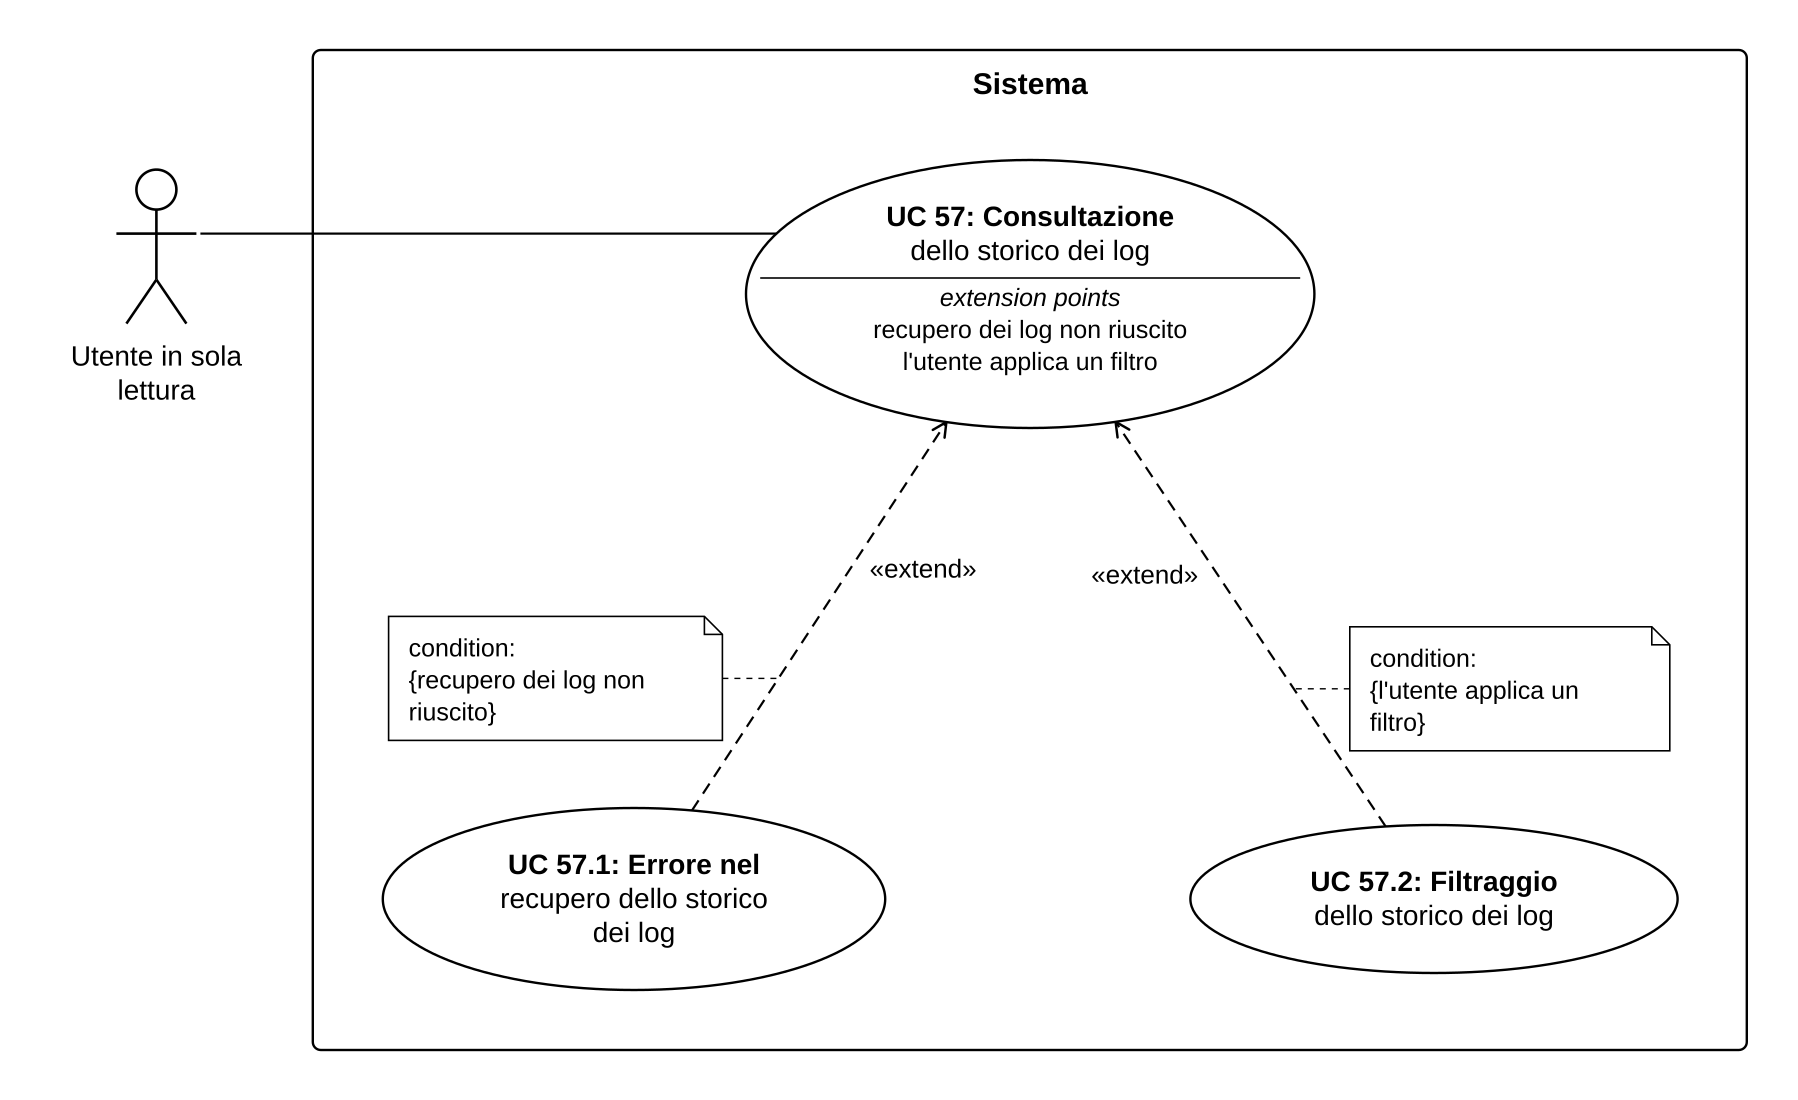 Sistema
UC 57: Consultazione
dello storico dei log
extension points
recupero dei log non riuscito
l'utente applica un filtro
Utente in sola
lettura
«extend»
«extend»
condition:
{recupero dei log non
riuscito}
condition:
{l'utente applica un
filtro}
UC 57.1: Errore nel
recupero dello storico
dei log
UC 57.2: Filtraggio
dello storico dei log